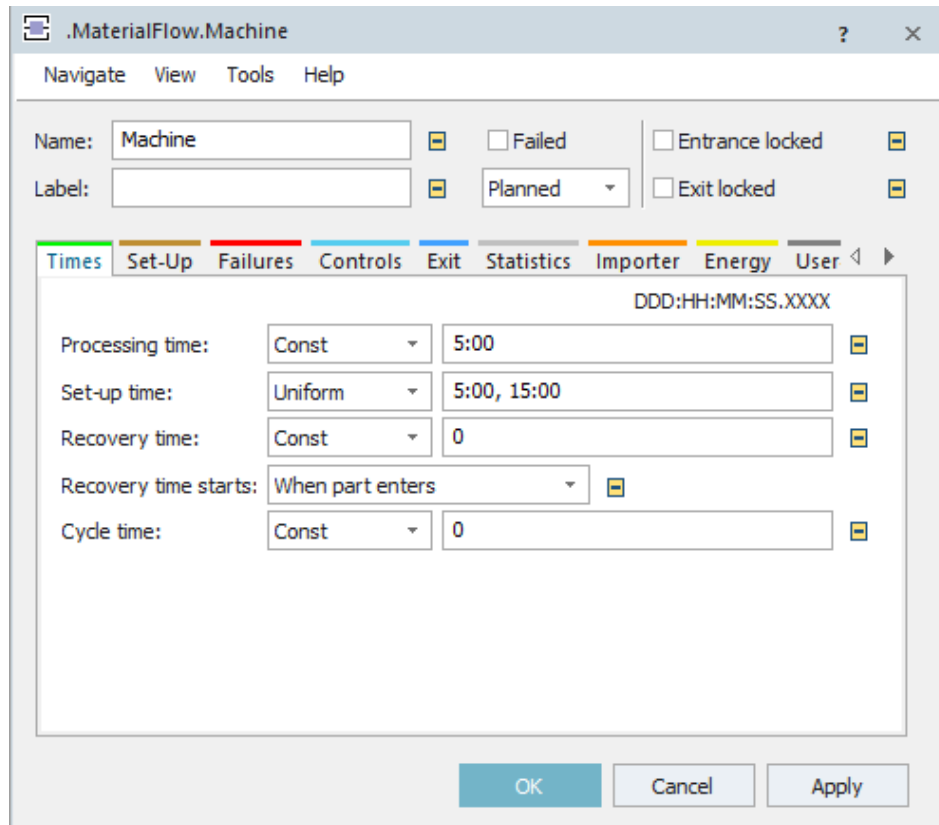 .MaterialFlow.Machine ?
Navigate View Tools Help
Name: Machine Failed Entrance locked
Label: Planned Exit locked
Times Set-Up Failures Controls Exit Statistics Importer Energy User
DDD:HH:MM:SS.XXXX
Processing time: Const 5:00
Set-up time: Uniform 5:00, 15:00
Recovery time: Const 0
Recovery time starts: When part enters
Cycle time: Const 0
OK Cancel Apply